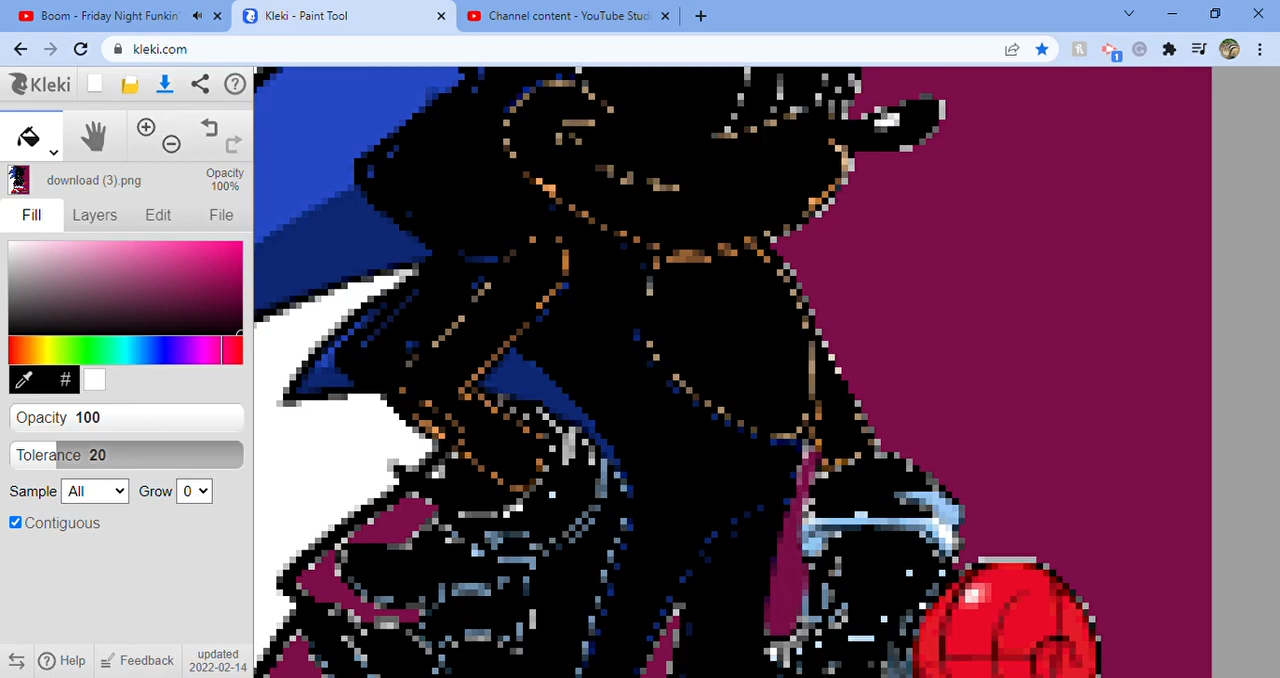 Boom - Friday Night Funkin'
Kleki - Paint Tool
Channel content - YouTube Studi
kleki.com
1
Kleki
download (3).png
Opacity
100%
Fill Layers Edit File
#
Opacity 100
Tolerance 20
Sample All Grow 0
Contiguous
Help Feedback updated
2022-02-14